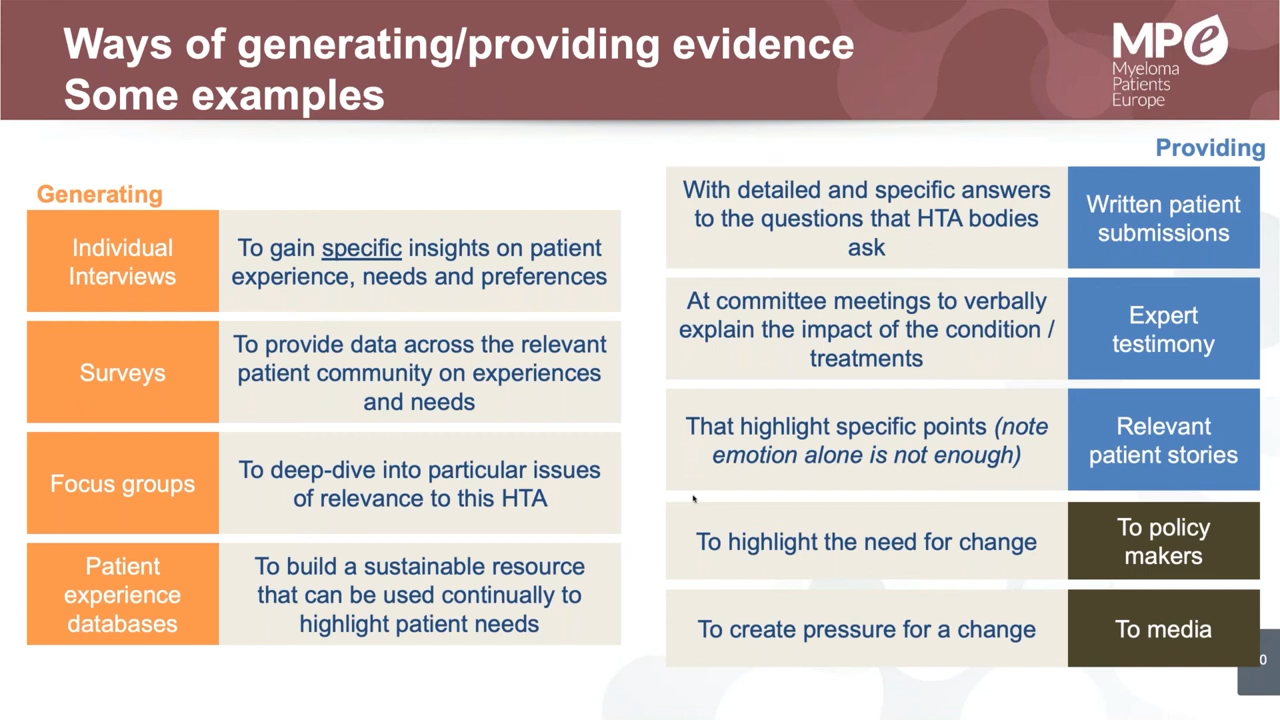 Ways of generating/providing evidence
Some examples
MPe
Myeloma
Patients
Europe
Generating
Individual
Interviews
To gain specific insights on patient
experience, needs and preferences
Surveys
To provide data across the relevant
patient community on experiences
and needs
Focus groups
To deep-dive into particular issues
of relevance to this HTA
Patient
experience
databases
To build a sustainable resource
that can be used continually to
highlight patient needs
Providing
With detailed and specific answers
to the questions that HTA bodies
ask
Written patient
submissions
At committee meetings to verbally
explain the impact of the condition /
treatments
Expert
testimony
That highlight specific points (note
emotion alone is not enough)
Relevant
patient stories
To highlight the need for change
To policy
makers
To create pressure for a change
To media
0